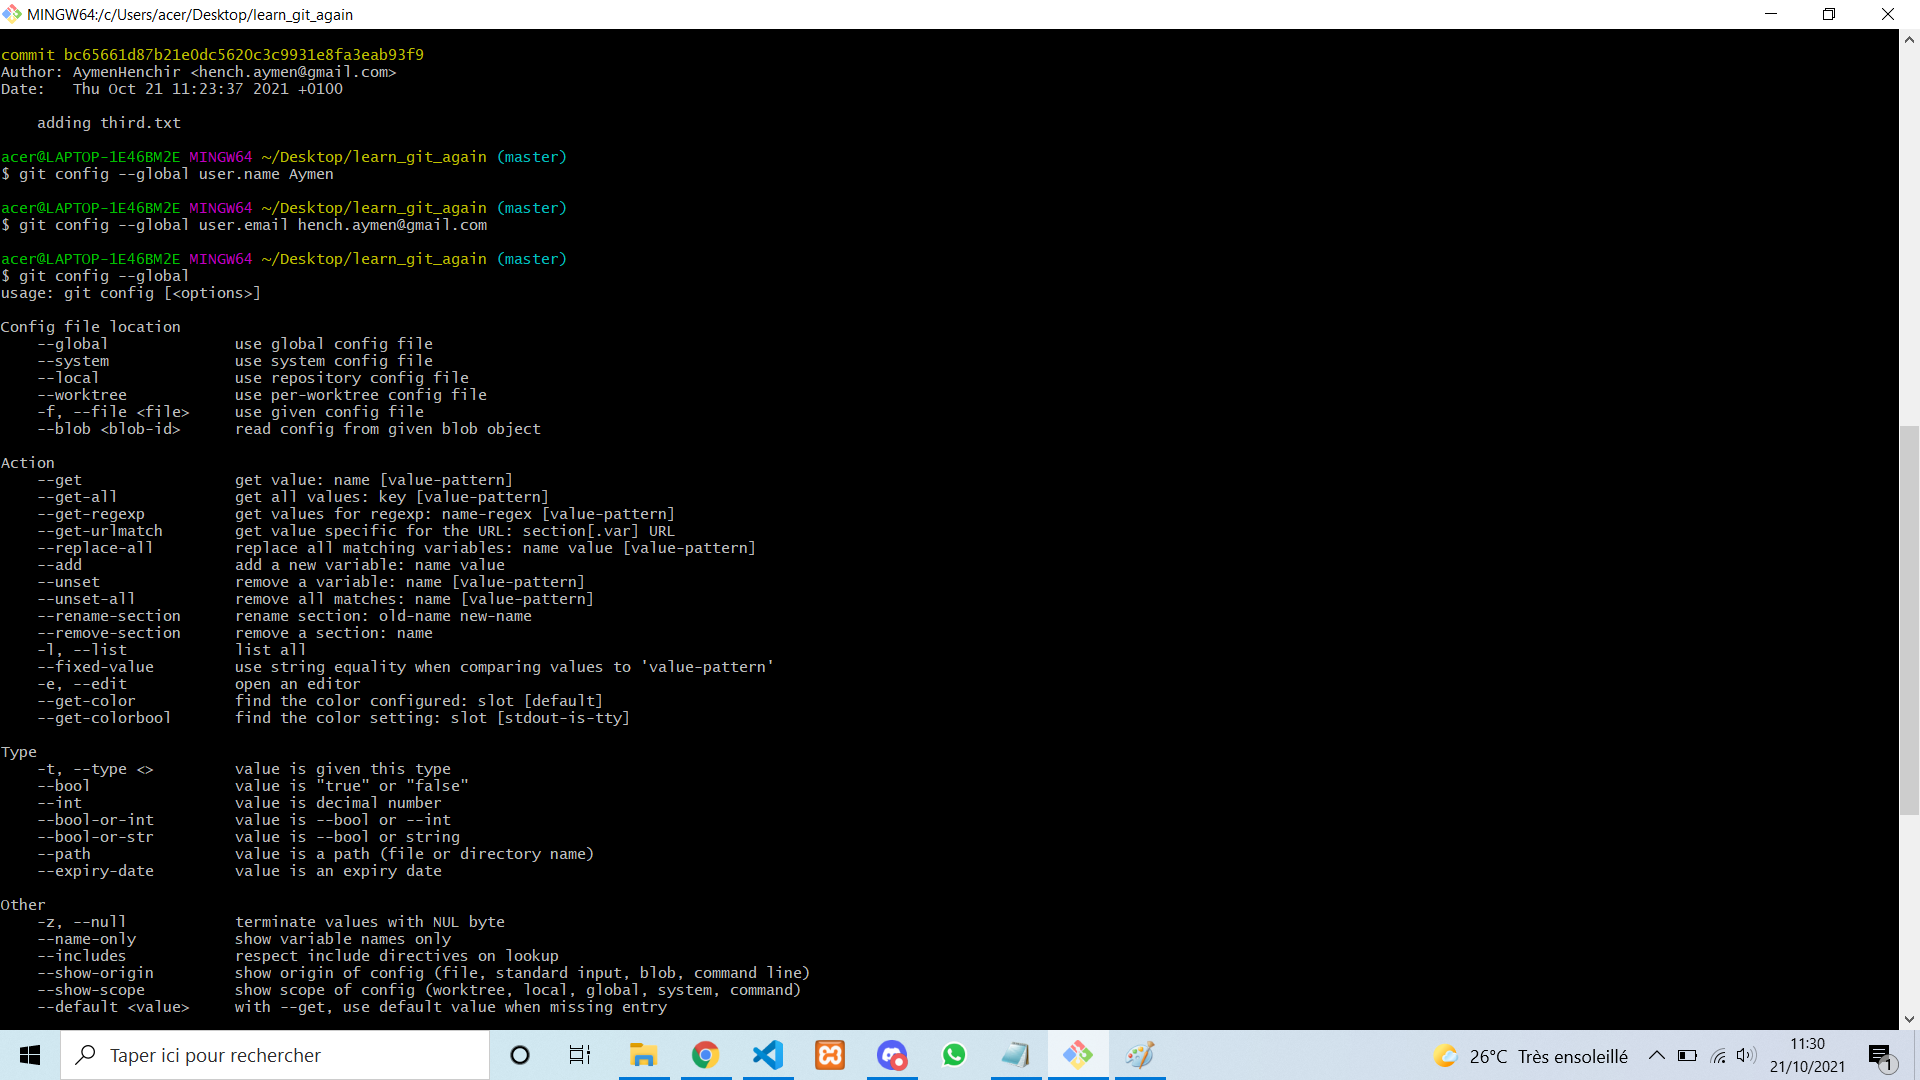 MINGW64:/c/Users/acer/Desktop/learn_git_again
commit bc65661d87b21e0dc5620c3c9931e8fa3eab93f9
Author: AymenHenchir <hench.aymen@gmail.com>
Date:   Thu Oct 21 11:23:37 2021 +0100
    adding third.txt
acer@LAPTOP-1E46BM2E MINGW64 ~/Desktop/learn_git_again (master)
$ git config --global user.name Aymen
acer@LAPTOP-1E46BM2E MINGW64 ~/Desktop/learn_git_again (master)
$ git config --global user.email hench.aymen@gmail.com
acer@LAPTOP-1E46BM2E MINGW64 ~/Desktop/learn_git_again (master)
$ git config --global
usage: git config [<options>]
Config file location
    --global              use global config file
    --system              use system config file
    --local               use repository config file
    --worktree            use per-worktree config file
    -f, --file <file>     use given config file
    --blob <blob-id>      read config from given blob object
Action
    --get                 get value: name [value-pattern]
    --get-all             get all values: key [value-pattern]
    --get-regexp          get values for regexp: name-regex [value-pattern]
    --get-urlmatch        get value specific for the URL: section[.var] URL
    --replace-all         replace all matching variables: name value [value-pattern]
    --add                 add a new variable: name value
    --unset               remove a variable: name [value-pattern]
    --unset-all           remove all matches: name [value-pattern]
    --rename-section      rename section: old-name new-name
    --remove-section      remove a section: name
    -l, --list            list all
    --fixed-value         use string equality when comparing values to 'value-pattern'
    -e, --edit            open an editor
    --get-color           find the color configured: slot [default]
    --get-colorbool       find the color setting: slot [stdout-is-tty]
Type
    -t, --type <>         value is given this type
    --bool                value is "true" or "false"
    --int                 value is decimal number
    --bool-or-int         value is --bool or --int
    --bool-or-str         value is --bool or string
    --path                value is a path (file or directory name)
    --expiry-date         value is an expiry date
Other
    -z, --null            terminate values with NUL byte
    --name-only           show variable names only
    --includes            respect include directives on lookup
    --show-origin         show origin of config (file, standard input, blob, command line)
    --show-scope          show scope of config (worktree, local, global, system, command)
    --default <value>     with --get, use default value when missing entry
Taper ici pour rechercher
26°C Très ensoleillé
11:30
21/10/2021
1